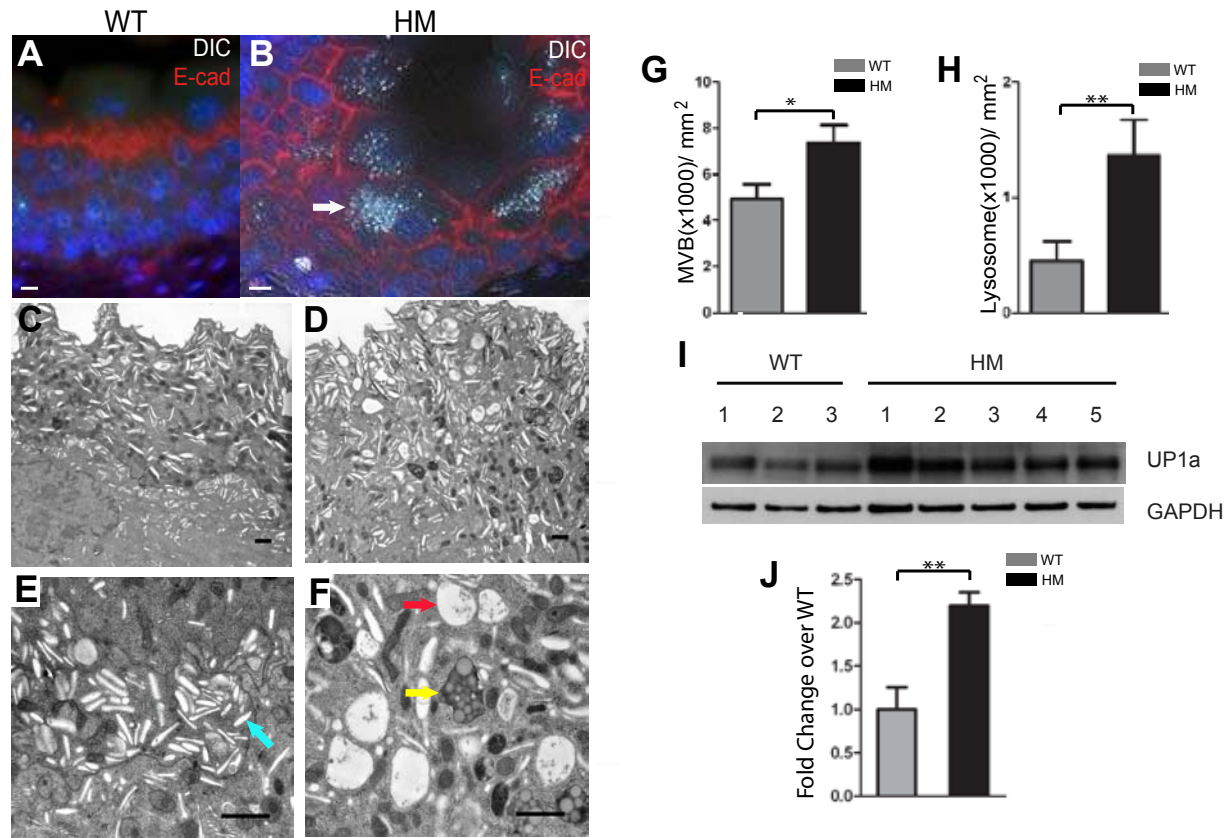 WT HM
A DIC E-cad
B DIC E-cad
C
D
E
F
G
WT
HM
MVB(x1000)/ mm²
10
8
6
4
2
0
*
H
WT
HM
Lysosome(x1000)/ mm²
2
1
0
**
I
WT HM
1 2 3 1 2 3 4 5
UP1a
GAPDH
J
WT
HM
Fold Change over WT
2.5
2.0
1.5
1.0
0.5
0.0
**